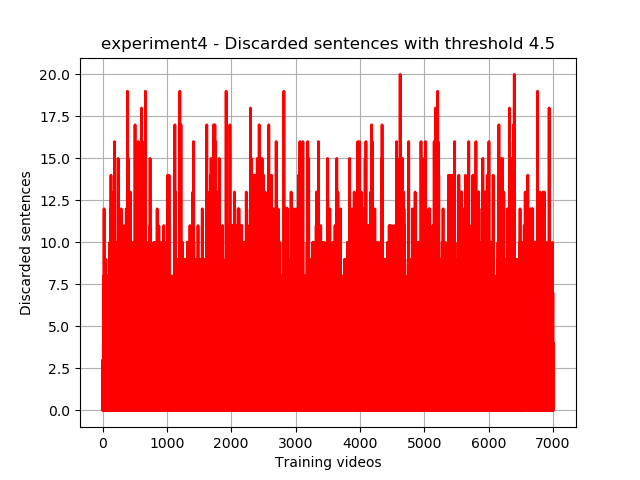 experiment4 - Discarded sentences with threshold 4.5
20.0
17.5
15.0
12.5
10.0
7.5
5.0
2.5
0.0
Discarded sentences
0 1000 2000 3000 4000 5000 6000 7000
Training videos